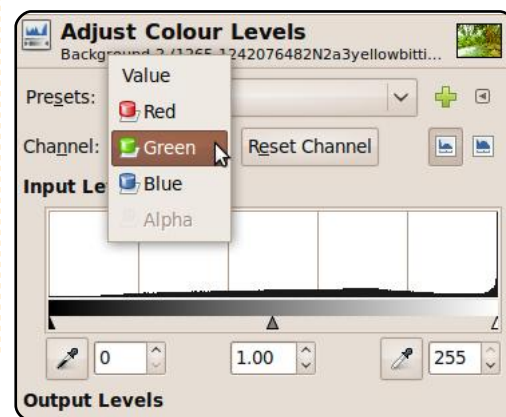 Adjust Colour Levels
Background-2 (1265-1242076482N2a3yellowbitti...
Value
Presets:
Red
Channel:
Green
Reset Channel
Blue
Input Le
Alpha
0
1.00
255
Output Levels